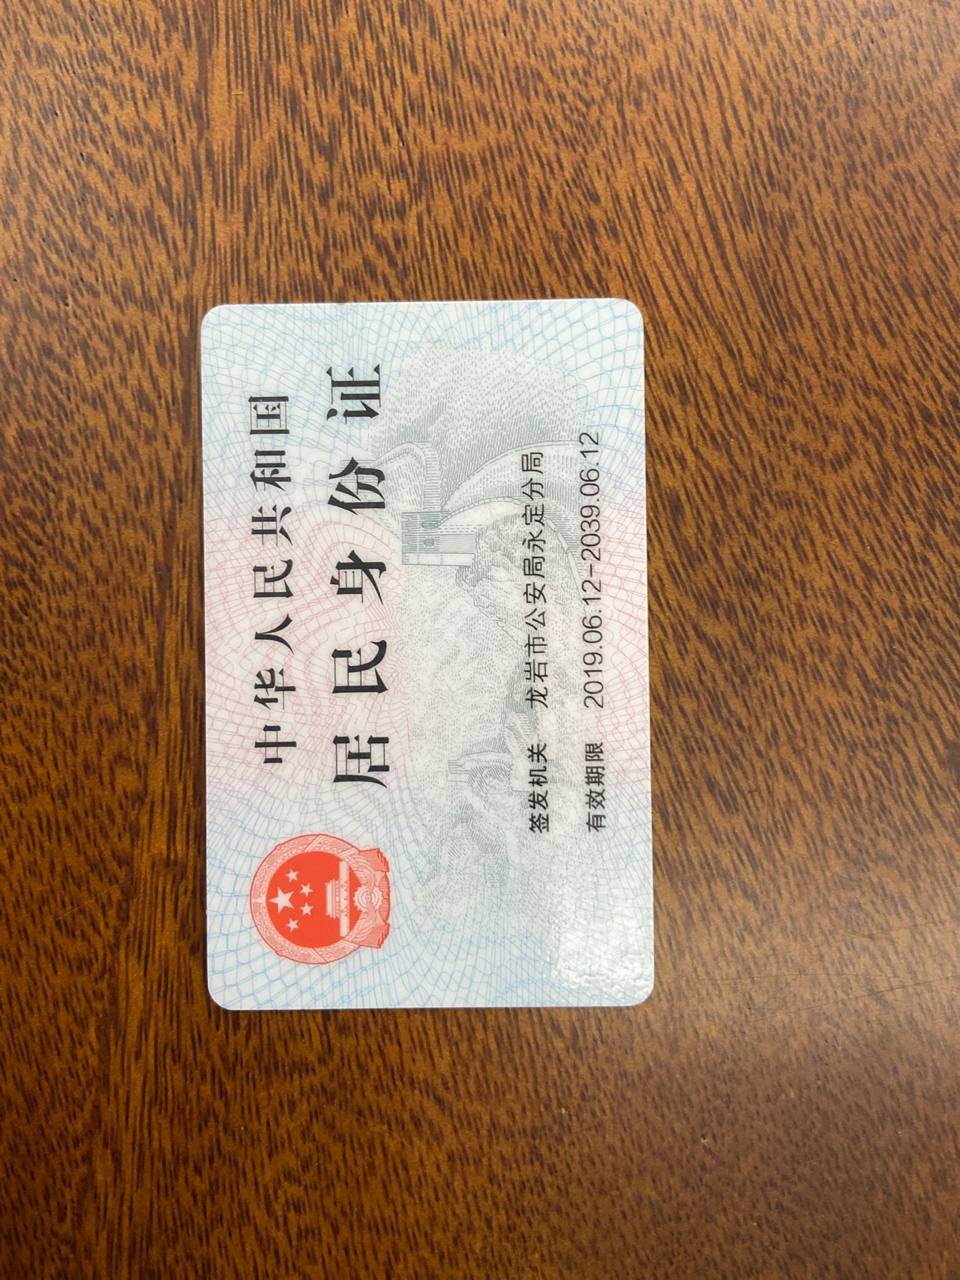 中华人民共和国
居民身份证
签发机关 龙岩市公安局永定分局
有效期限 2019.06.12-2039.06.12